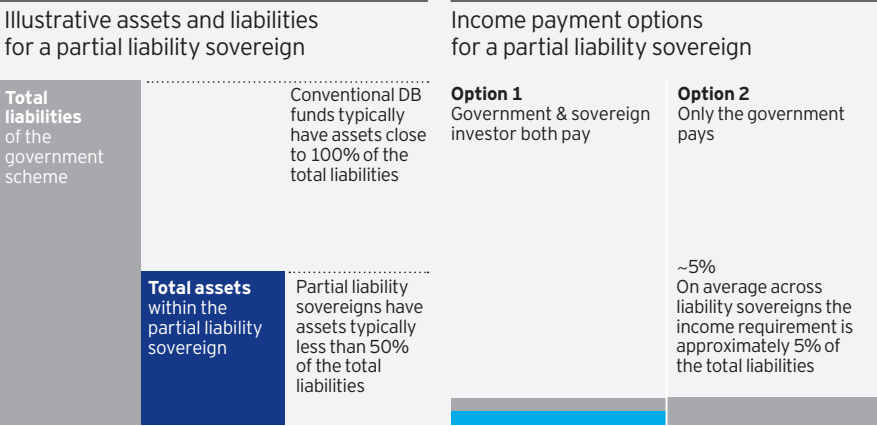 Illustrative assets and liabilities
for a partial liability sovereign
Total
liabilities
of the
government
scheme
Conventional DB
funds typically
have assets close
to 100% of the
total liabilities
Total assets
within the
partial liability
sovereign
Partial liability
sovereigns have
assets typically
less than 50%
of the total
liabilities
Income payment options
for a partial liability sovereign
Option 1
Government & sovereign
investor both pay
Option 2
Only the government
pays
~5%
On average across
liability sovereigns the
income requirement is
approximately 5% of
the total liabilities